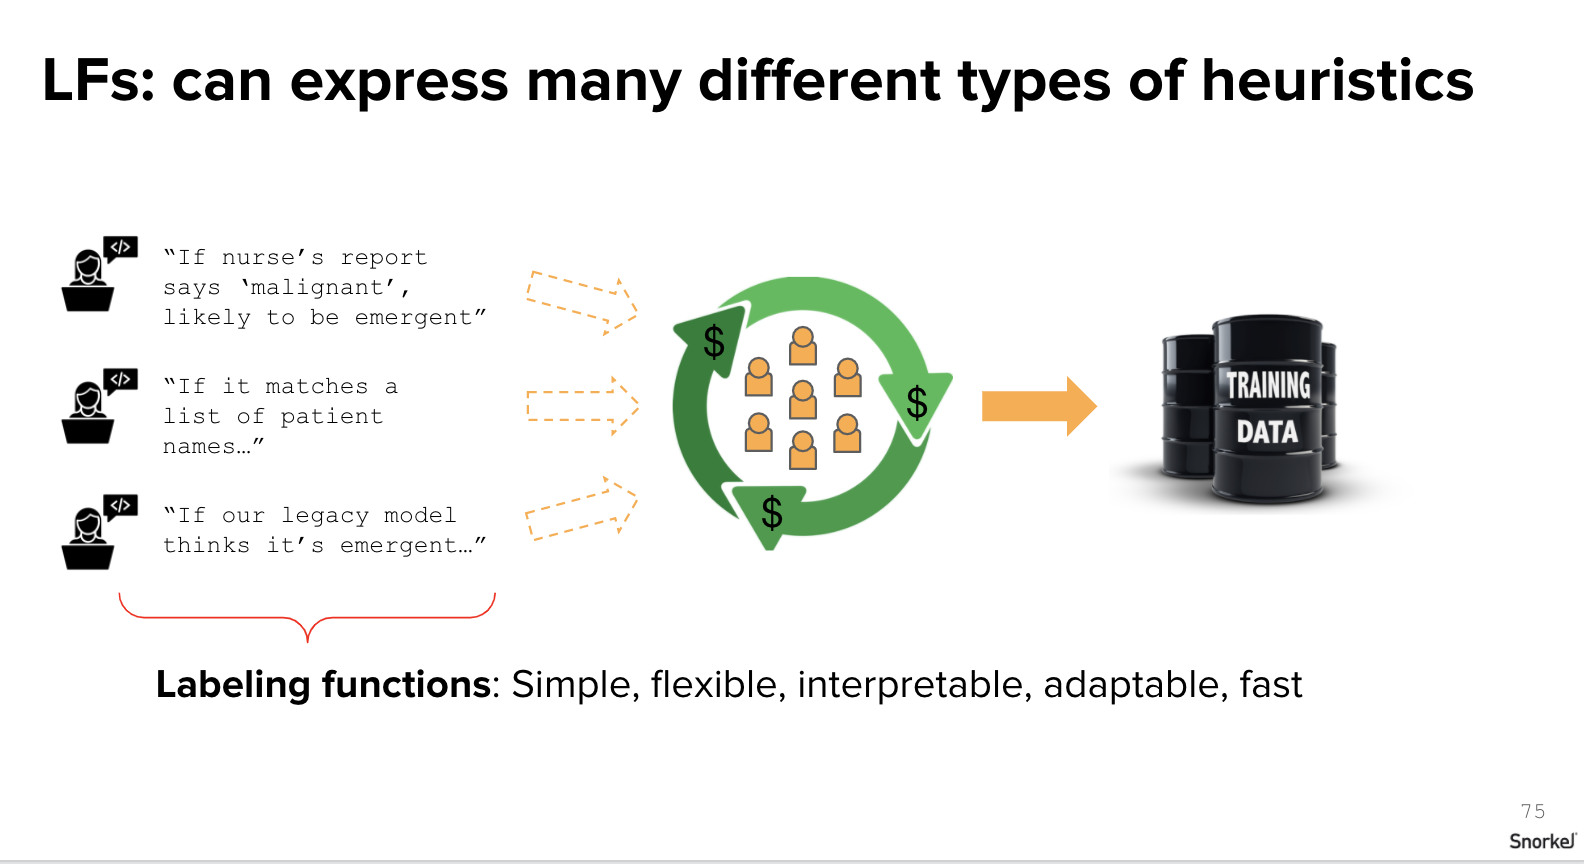 LFs: can express many different types of heuristics
</>
“If nurse’s report
says ‘malignant’,
likely to be emergent”
</>
“If it matches a
list of patient
names…”
</>
“If our legacy model
thinks it’s emergent…”
$
$
$
TRAINING
DATA
Labeling functions: Simple, flexible, interpretable, adaptable, fast
75
Snorkel